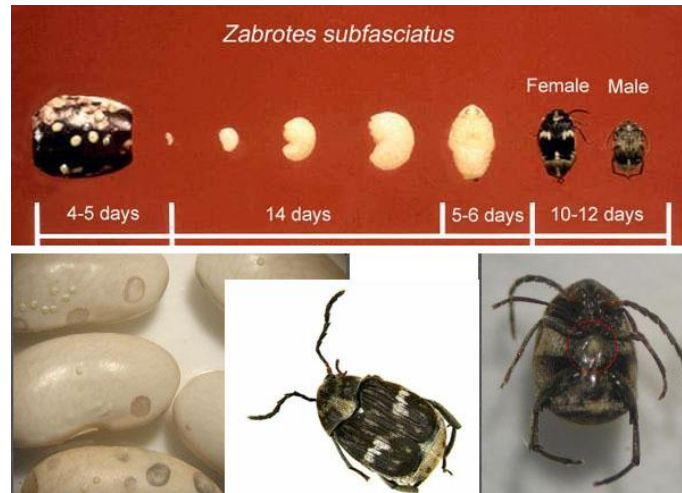 Zabrotes subfasciatus
Female
Male
4-5 days
14 days
5-6 days
10-12 days